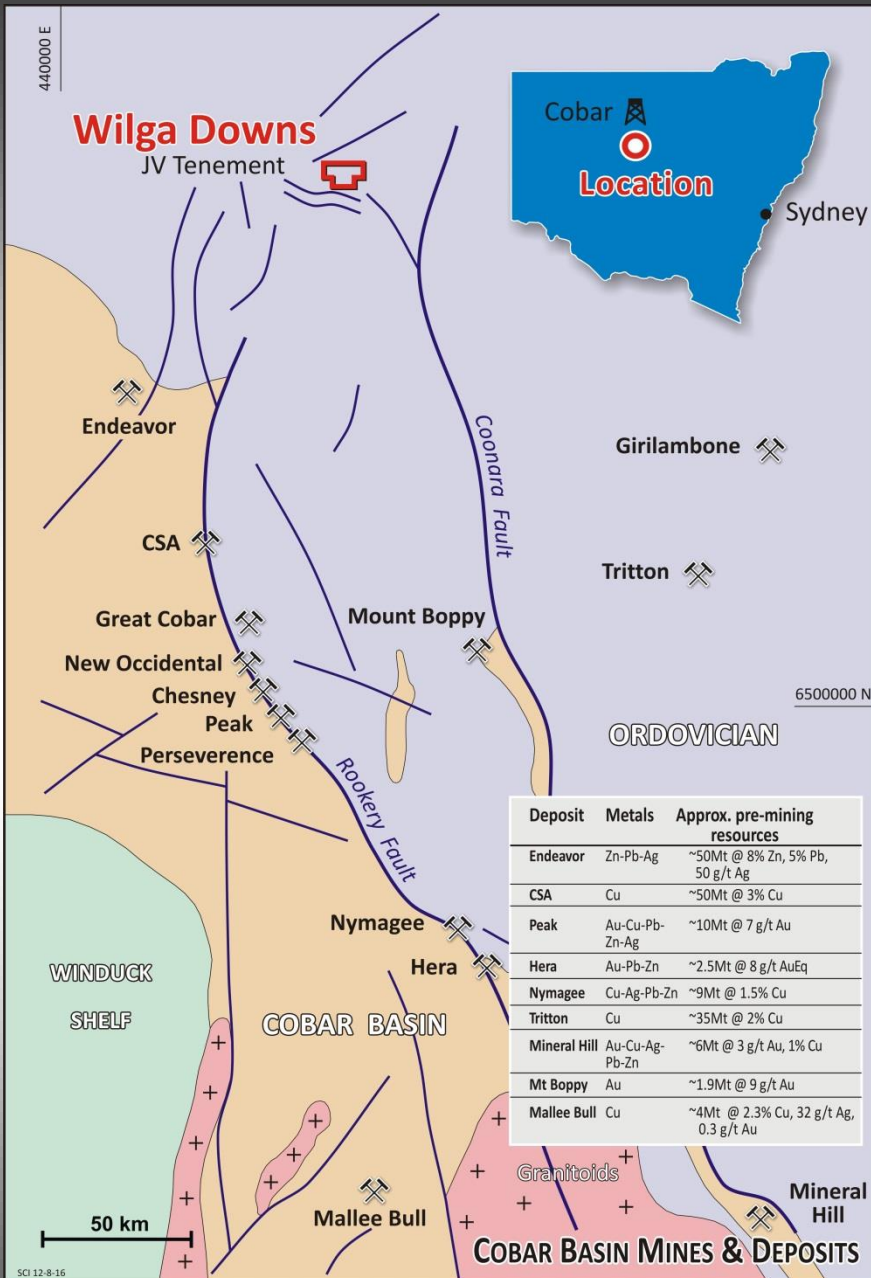 440000 E
Wilga Downs
JV Tenement
Cobar
Location
Sydney
Endeavor
Coonara Fault
Girilambone
CSA
Tritton
Great Cobar
Mount Boppy
New Occidental
Chesney
6500000 N
Peak
ORDOVICIAN
Perseverence
Rookery Fault
Deposit Metals Approx. pre-mining
resources
Endeavor Zn-Pb-Ag ~50Mt @ 8% Zn, 5% Pb,
50 g/t Ag
CSA Cu ~50Mt @ 3% Cu
Peak Au-Cu-Pb- ~10Mt @ 7 g/t Au
Zn-Ag
Hera Au-Pb-Zn ~2.5Mt @ 8 g/t AuEq
Nymagee Cu-Ag-Pb-Zn ~9Mt @ 1.5% Cu
Tritton Cu ~35Mt @ 2% Cu
Mineral Hill Au-Cu-Ag- ~6Mt @ 3 g/t Au, 1% Cu
Pb-Zn
Mt Boppy Au ~1.9Mt @ 9 g/t Au
Mallee Bull Cu ~4Mt @ 2.3% Cu, 32 g/t Ag,
0.3 g/t Au
Nymagee
Hera
WINDUCK
SHELF
COBAR BASIN
Granitoids
Mallee Bull
Mineral
Hill
50 km
COBAR BASIN MINES & DEPOSITS
SCI 12-8-16